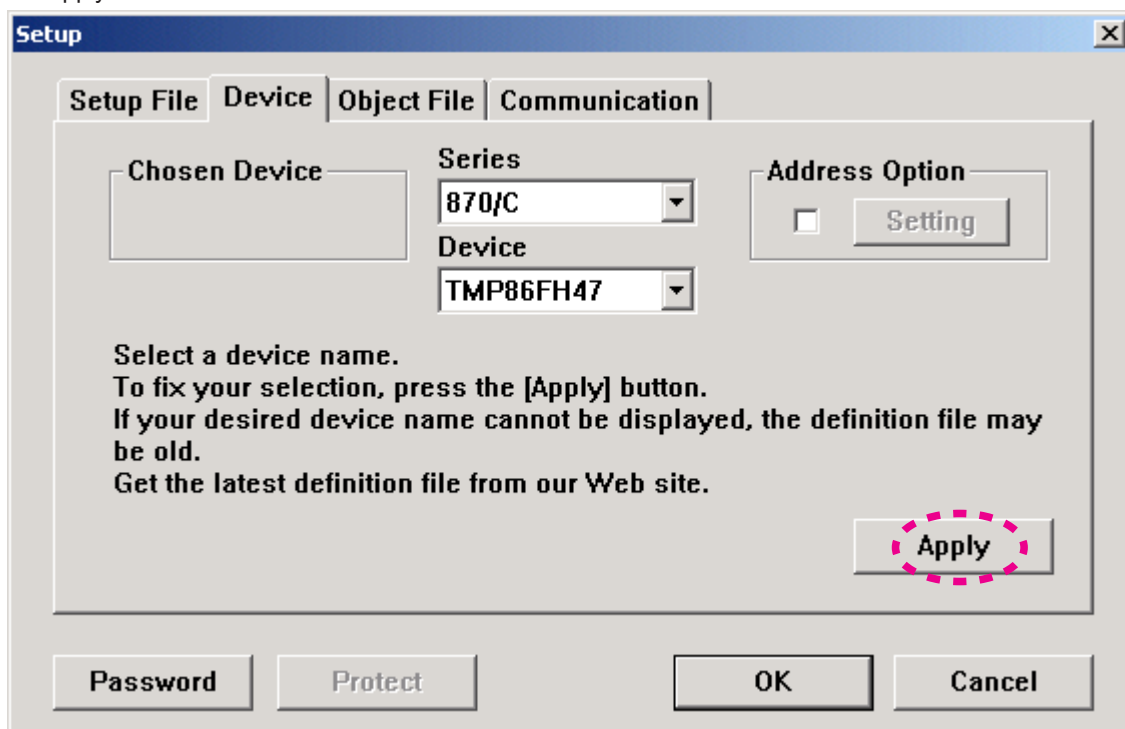 Apply
Setup
Setup File Device Object File Communication
Chosen Device
Series
870/C
Device
TMP86FH47
Address Option
Setting
Select a device name.
To fix your selection, press the [Apply] button.
If your desired device name cannot be displayed, the definition file may
be old.
Get the latest definition file from our Web site.
Apply
Password Protect OK Cancel